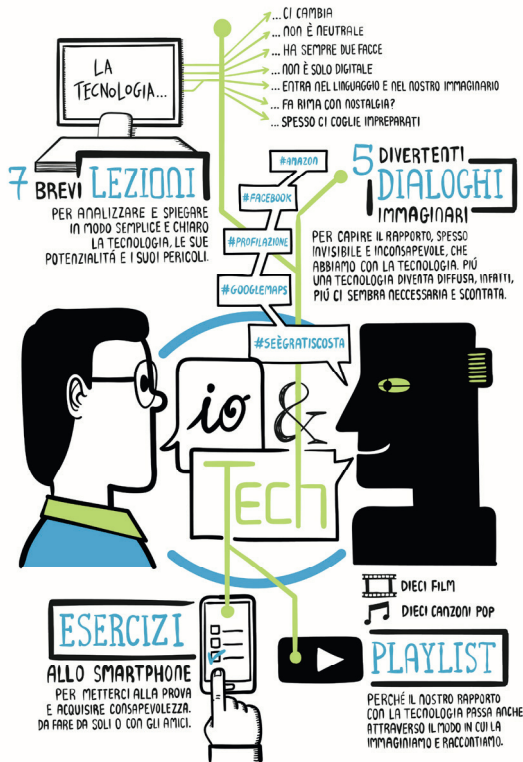 LA
TECNOLOGIA...
... CI CAMBIA
... NON È NEUTRALE
... HA SEMPRE DUE FACCE
... NON È SOLO DIGITALE
... ENTRA NEL LINGUAGGIO E NEL NOSTRO IMMAGINARIO
... FA RIMA CON NOSTALGIA?
... SPESSO CI COGLIE IMPREPARATI
7 BREVI LEZIONI
PER ANALIZZARE E SPIEGARE
IN MODO SEMPLICE E CHIARO
LA TECNOLOGIA, LE SUE
POTENZIALITÁ E I SUOI PERICOLI.
#AMAZON
#FACEBOOK
#PROFILAZIONE
#GOOGLEMAPS
#SEÈGRATISCOSTA
5 DIVERTENTI
DIALOGHI
IMMAGINARI
PER CAPIRE IL RAPPORTO, SPESSO
INVISIBILE E INCONSAPEVOLE, CHE
ABBIAMO CON LA TECNOLOGIA. PIÚ
UNA TECNOLOGIA DIVENTA DIFFUSA, INFATTI,
PIÚ CI SEMBRA NECCESSARIA E SCONTATA.
io &
TECH
ESERCIZI
ALLO SMARTPHONE
PER METTERCI ALLA PROVA
E ACQUISIRE CONSAPEVOLEZZA.
DA FARE DA SOLI O CON GLI AMICI.
DIECI FILM
DIECI CANZONI POP
PLAYLIST
PERCHÉ IL NOSTRO RAPPORTO
CON LA TECNOLOGIA PASSA ANCHE
ATTRAVERSO IL MODO IN CUI LA
IMMAGINIAMO E RACCONTIAMO.